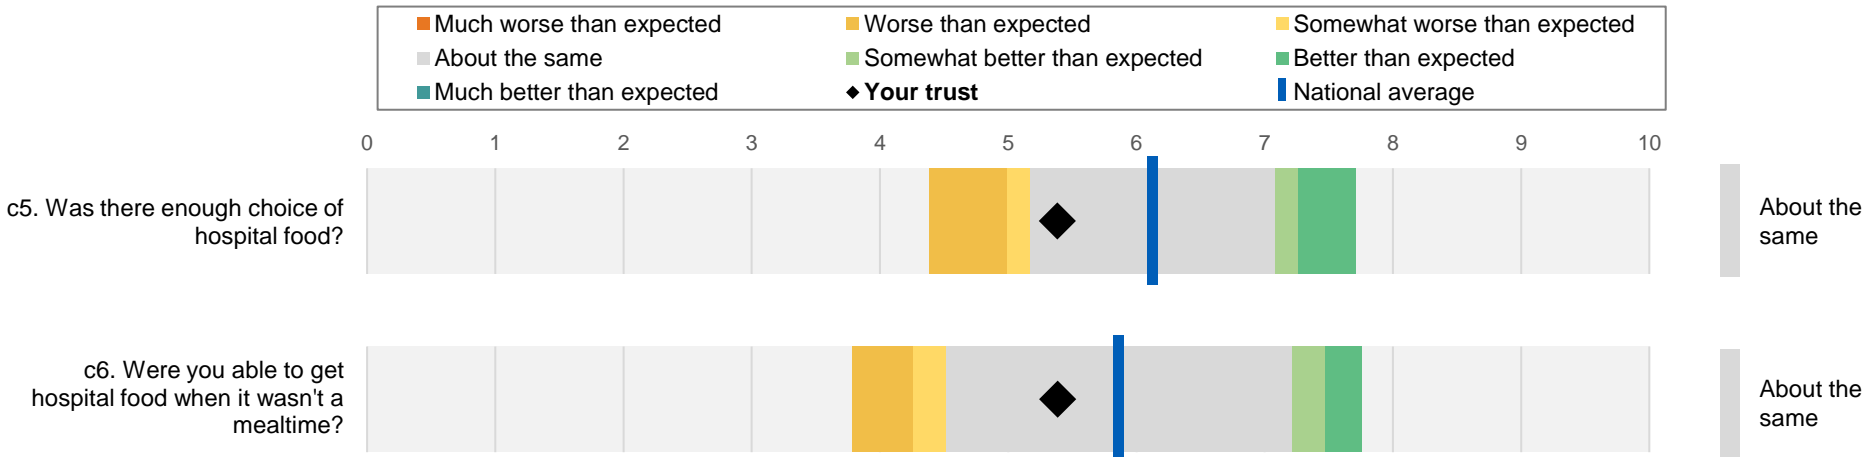 Much worse than expected
Worse than expected
Somewhat worse than expected
About the same
Somewhat better than expected
Better than expected
Much better than expected
Your trust
National average
0 1 2 3 4 5 6 7 8 9 10
c5. Was there enough choice of
hospital food?
About the
same
c6. Were you able to get
hospital food when it wasn't a
mealtime?
About the
same